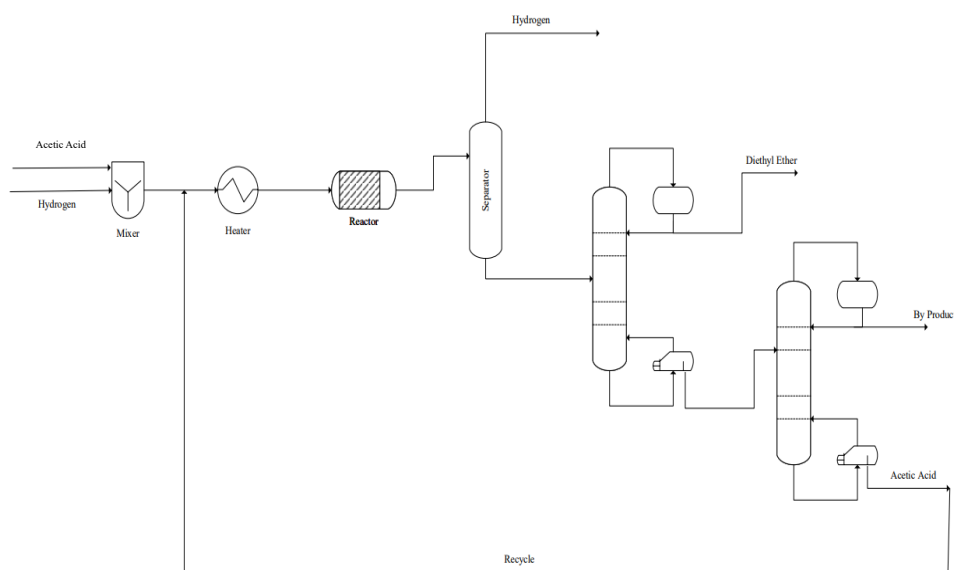 Hydrogen
Acetic Acid
Hydrogen
Mixer
Heater
Reactor
Separator
Diethyl Ether
By Produc
Acetic Acid
Recycle